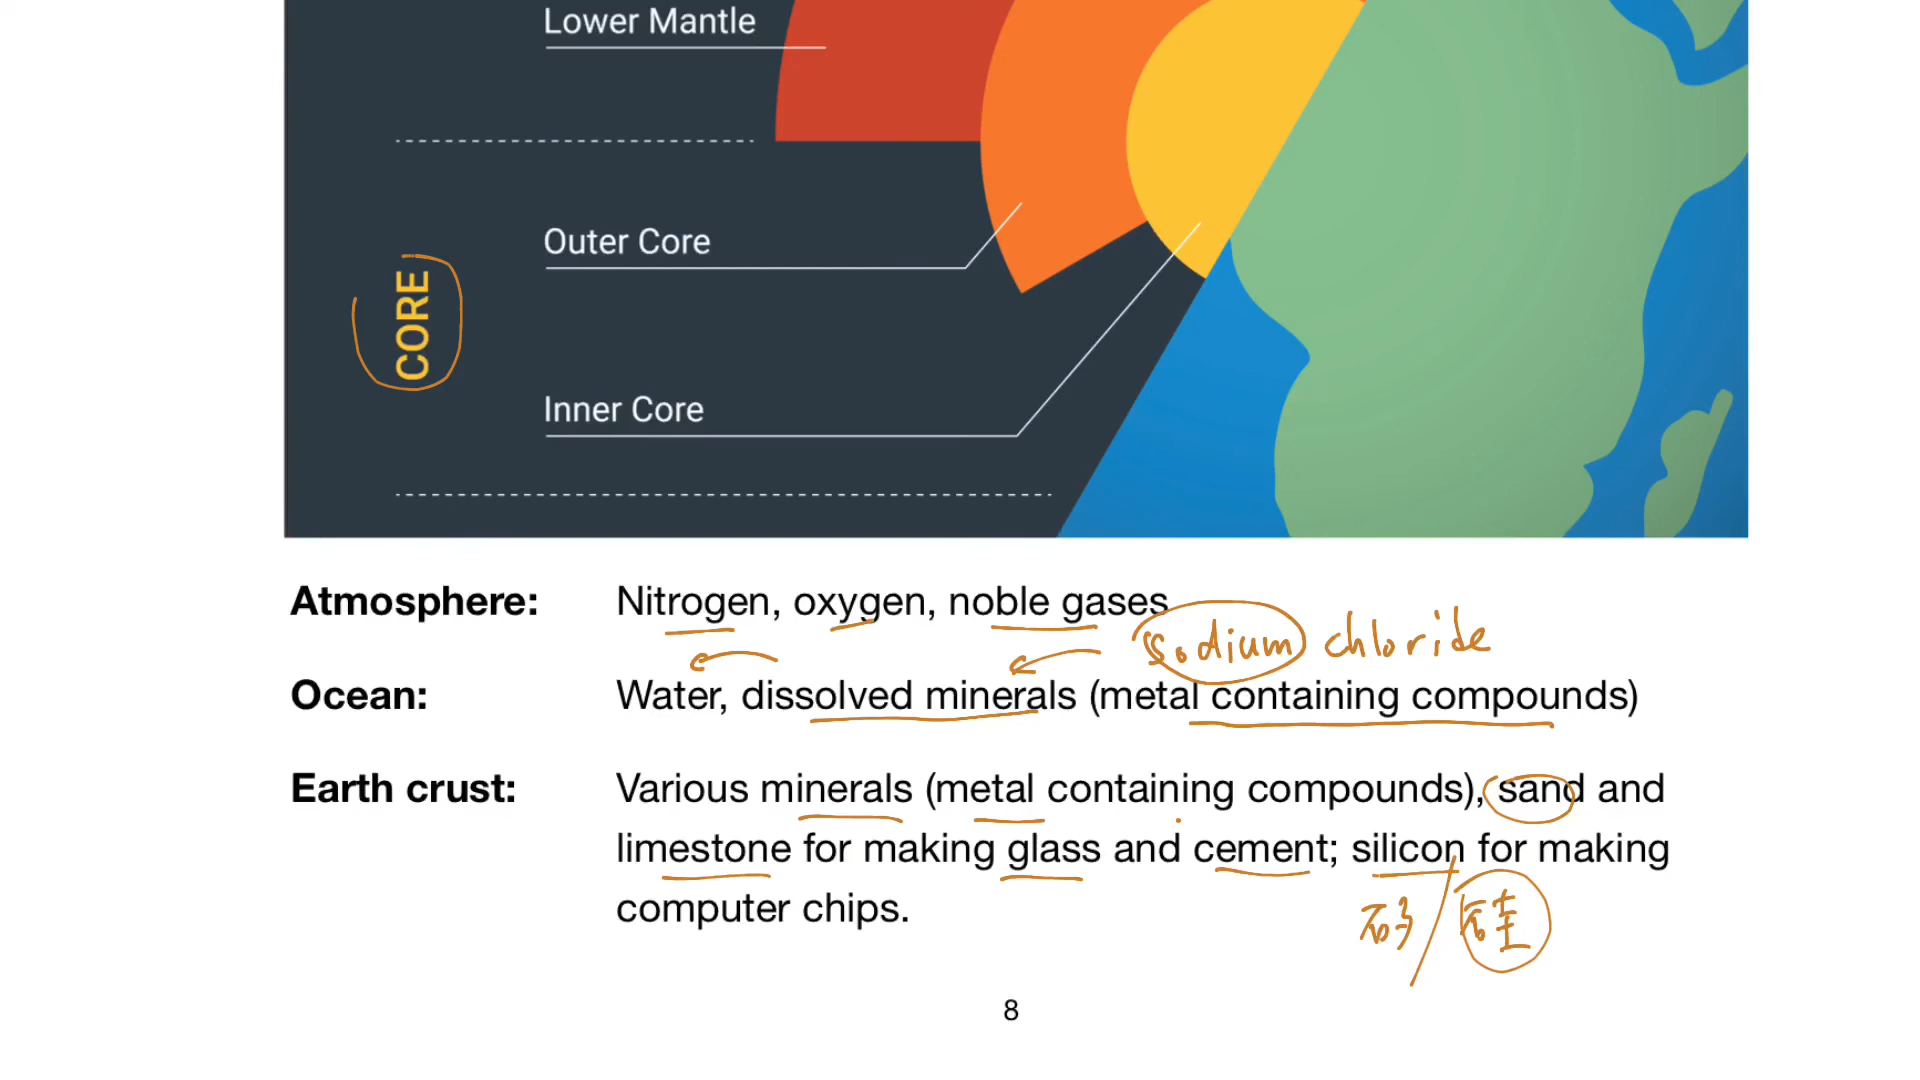 Lower Mantle
Outer Core
CORE
Inner Core
Atmosphere: Nitrogen, oxygen, noble gases
sodium chloride
Ocean: Water, dissolved minerals (metal containing compounds)
Earth crust: Various minerals (metal containing compounds), sand and
limestone for making glass and cement; silicon for making
computer chips.
矽/硅
8